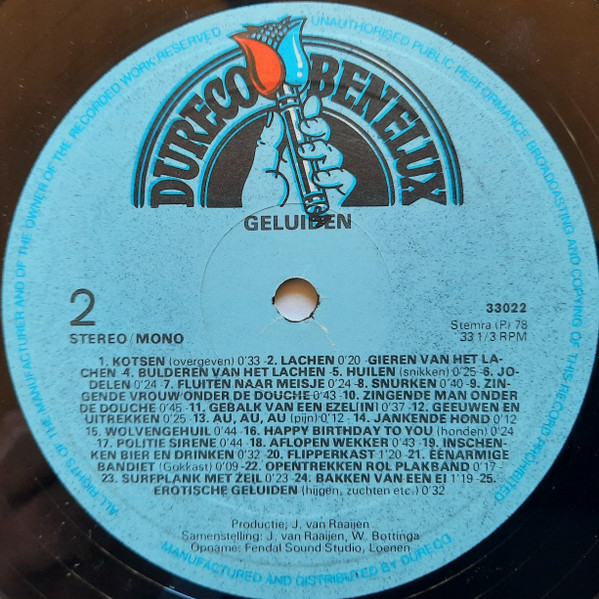 DURECO BENELUX
GELUIDEN
2
STEREO/MONO
33022
Stemra (P) 78
33 1/3 RPM
1. KOTSEN (overgeven) 0'33 -2. LACHEN 0'20 -GIEREN VAN HET LA-
CHEN -4. BULDEREN VAN HET LACHEN -5. HUILEN (snikken) 0'25 -6. JO-
DELEN 0'24 -7. FLUITEN NAAR MEISJE 0'24 -8. SNURKEN 0'40 -9. ZIN-
GENDE VROUW ONDER DE DOUCHE 0'43 -10. ZINGENDE MAN ONDER
DE DOUCHE 0'45 -11. GEBALK VAN EEN EZEL(IN) 0'37 -12. GEEUWEN EN
UITREKKEN 0'25 -13. AU, AU, AU (pijn) 0'12 - 14. JANKENDE HOND 0'12 -
15. WOLVENGEHUIL 0'44 -16. HAPPY BIRTHDAY TO YOU (honden) 0'24
-17. POLITIE SIRENE 0'44 -18. AFLOPEN WEKKER 0'43 -19. INSCHEN-
KEN BIER EN DRINKEN 0'32 -20. FLIPPERKAST 1'20 -21. EÉNARMIGE
BANDIET (Gokkast) 0'09 -22. OPENTREKKEN ROL PLAKBAND 0'17 -
23. SURFPLANK MET ZEIL 0'23 -24. BAKKEN VAN EEN EI 1'19 -25.
EROTISCHE GELUIDEN (hijgen, zuchten etc.) 0'32
Productie; J. van Raaijen
Samenstelling: J. van Raaijen, W. Bottinga
Opname: Fendal Sound Studio, Loenen
ALL RIGHTS OF THE MANUFACTURER AND OF THE OWNER OF THE RECORDED WORK RESERVED
UNAUTHORISED PUBLIC PERFORMANCE BROADCASTING AND COPYING OF THIS RECORD PROHIBITED
MANUFACTURED AND DISTRIBUTED BY DURECO